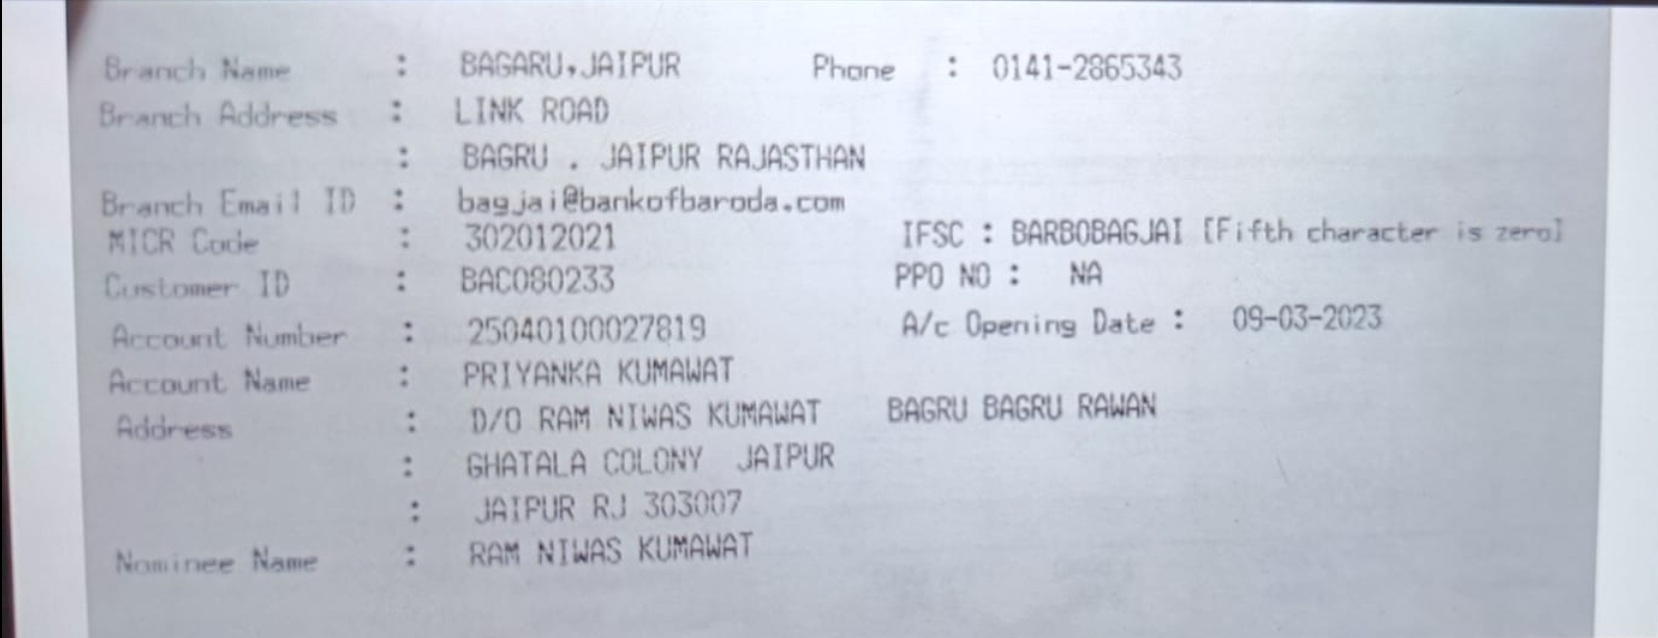 Branch Name : BAGARU,JAIPUR Phone : 0141-2865343
Branch Address : LINK ROAD
: BAGRU . JAIPUR RAJASTHAN
Branch Email ID : bagjai@bankofbaroda.com
MICR Code : 302012021 IFSC : BARB0BAGJAI [Fifth character is zero]
Customer ID : BAC080233 PPO NO : NA
Account Number : 25040100027819 A/c Opening Date : 09-03-2023
Account Name : PRIYANKA KUMAWAT
Address : D/O RAM NIWAS KUMAWAT BAGRU BAGRU RAWAN
: GHATALA COLONY JAIPUR
: JAIPUR RJ 303007
Nominee Name : RAM NIWAS KUMAWAT